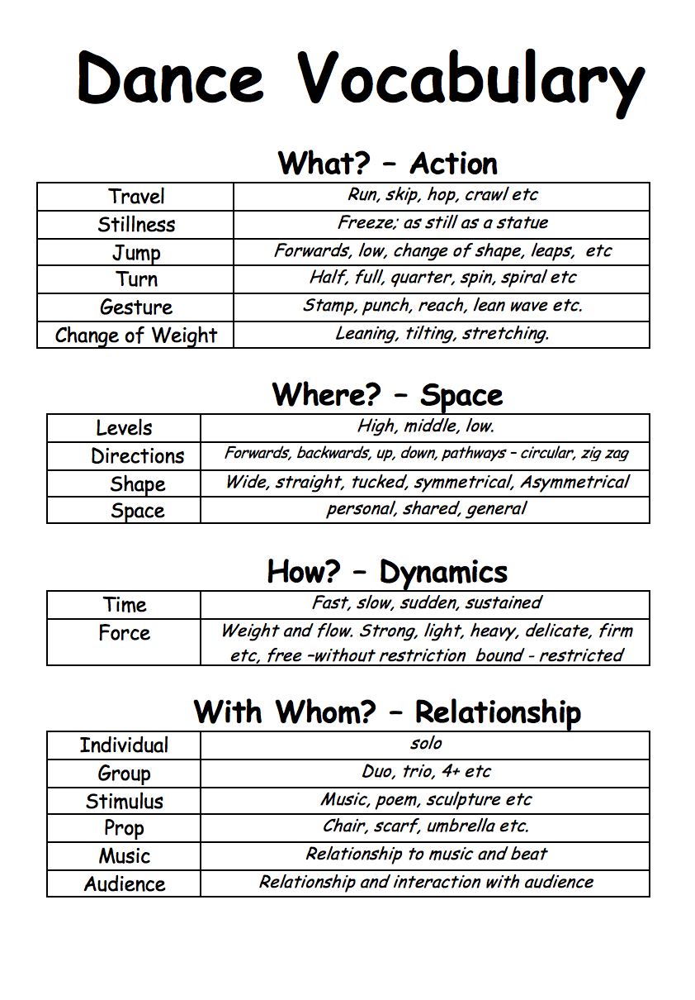 Dance Vocabulary
What? – Action
Travel Run, skip, hop, crawl etc
Stillness Freeze; as still as a statue
Jump Forwards, low, change of shape, leaps, etc
Turn Half, full, quarter, spin, spiral etc
Gesture Stamp, punch, reach, lean wave etc.
Change of Weight Leaning, tilting, stretching.
Where? – Space
Levels High, middle, low.
Directions Forwards, backwards, up, down, pathways – circular, zig zag
Shape Wide, straight, tucked, symmetrical, Asymmetrical
Space personal, shared, general
How? – Dynamics
Time Fast, slow, sudden, sustained
Force Weight and flow. Strong, light, heavy, delicate, firm
etc, free –without restriction bound - restricted
With Whom? – Relationship
Individual solo
Group Duo, trio, 4+ etc
Stimulus Music, poem, sculpture etc
Prop Chair, scarf, umbrella etc.
Music Relationship to music and beat
Audience Relationship and interaction with audience